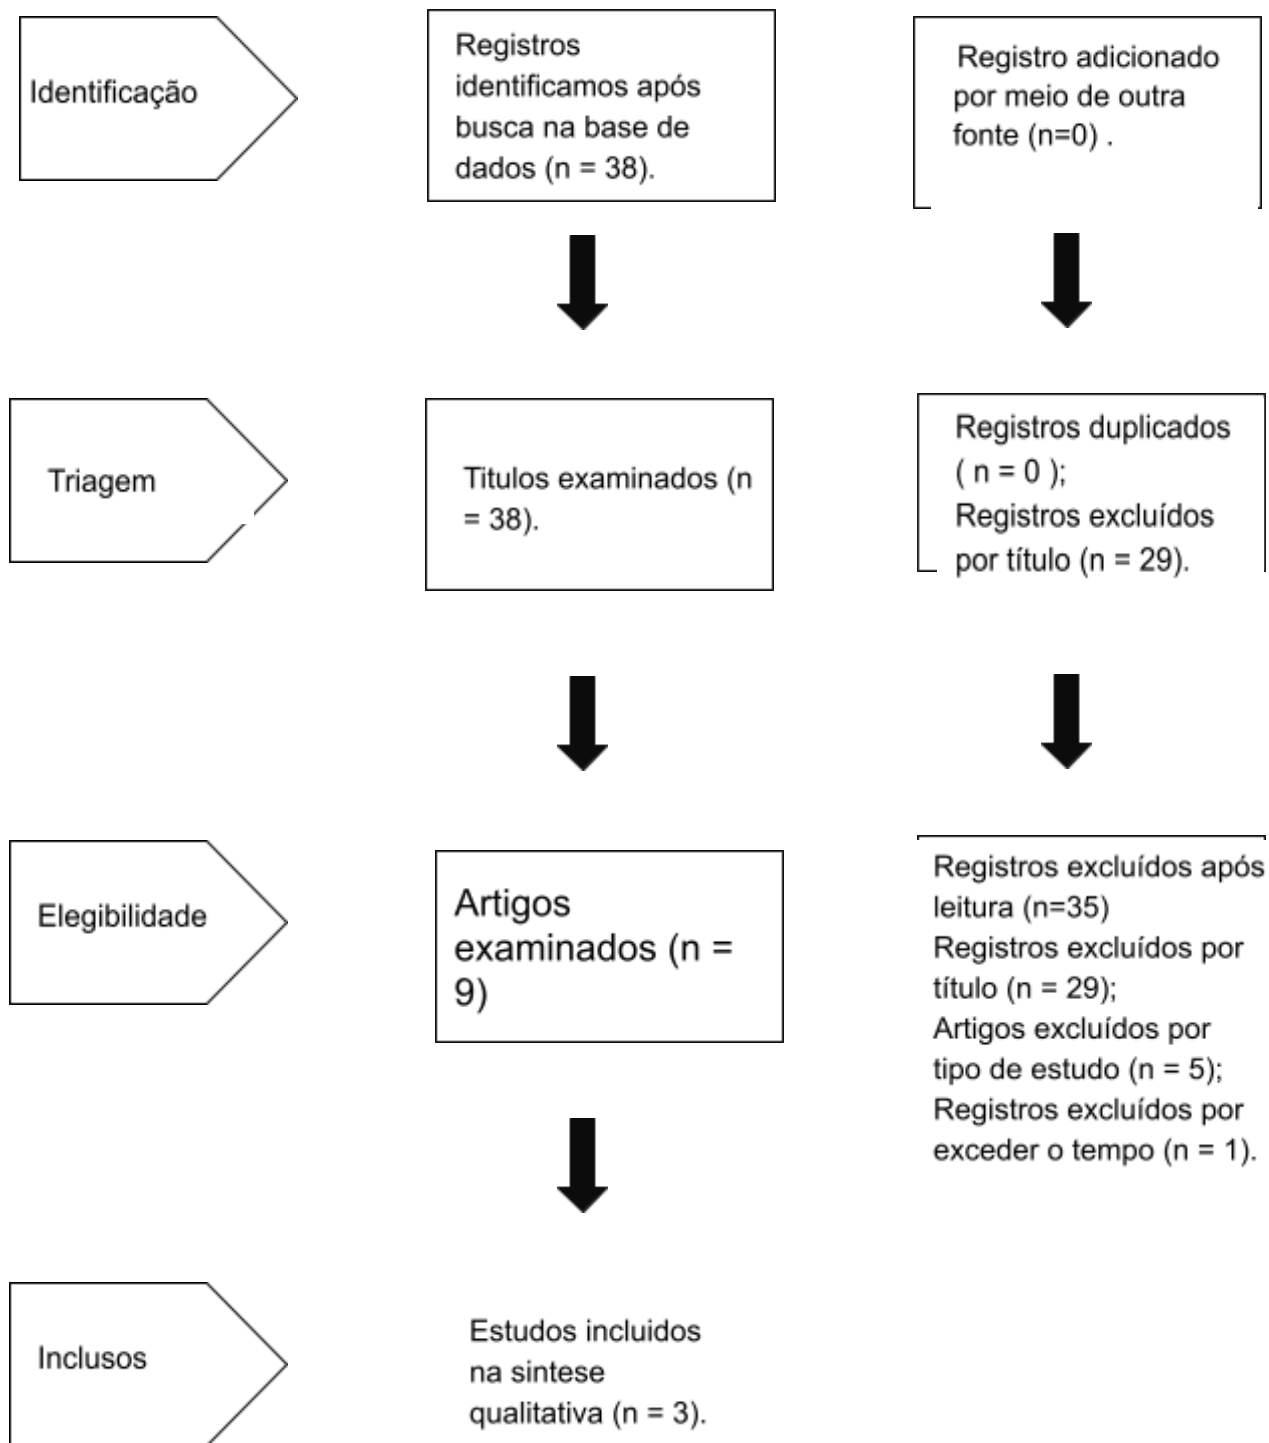 Identificação
Registros
identificamos após
busca na base de
dados (n = 38).
Registro adicionado
por meio de outra
fonte (n=0) .
Triagem
Titulos examinados (n
= 38).
Registros duplicados
( n = 0 );
Registros excluídos
por título (n = 29).
Elegibilidade
Artigos
examinados (n =
9)
Registros excluídos após
leitura (n=35)
Registros excluídos por
título (n = 29);
Artigos excluídos por
tipo de estudo (n = 5);
Registros excluídos por
exceder o tempo (n = 1).
Inclusos
Estudos incluidos
na sintese
qualitativa (n = 3).